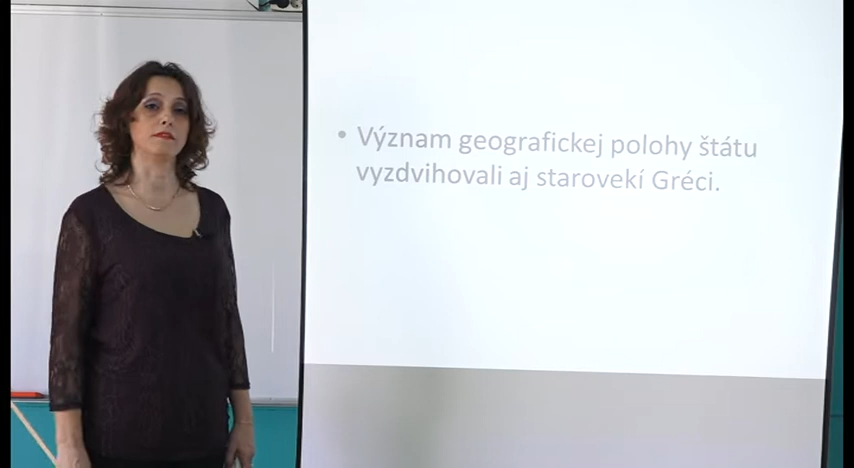 • Význam geografickej polohy štátu
vyzdvihovali aj starovekí Gréci.